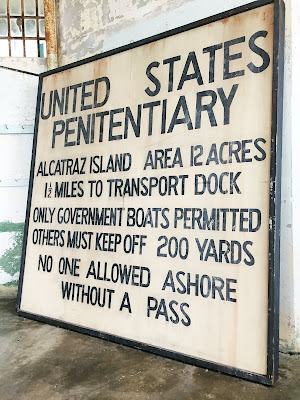 UNITED STATES
PENITENTIARY
ALCATRAZ ISLAND AREA 12 ACRES
1½ MILES TO TRANSPORT DOCK
ONLY GOVERNMENT BOATS PERMITTED
OTHERS MUST KEEP OFF 200 YARDS
NO ONE ALLOWED ASHORE
WITHOUT A PASS